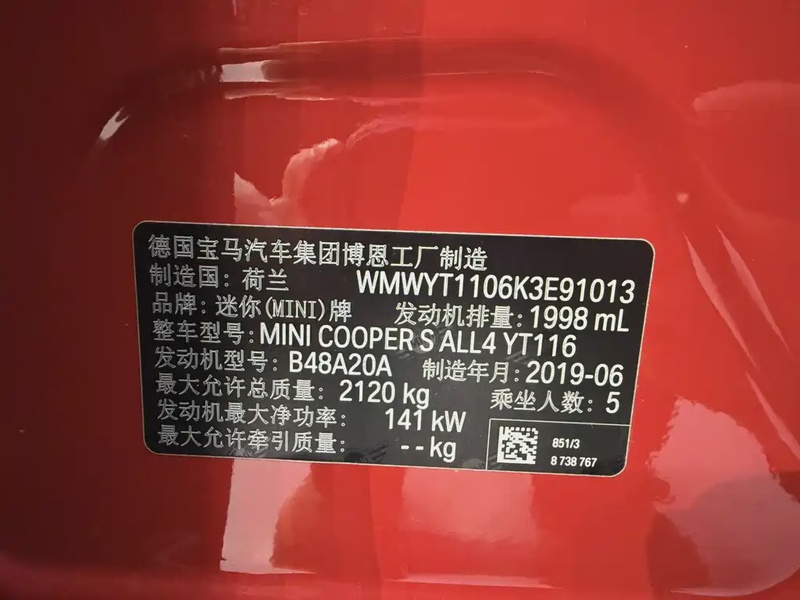 德国宝马汽车集团博恩工厂制造
制造国: 荷兰 WMWYT1106K3E91013
品牌: 迷你(MINI)牌 发动机排量: 1998 mL
整车型号: MINI COOPER S ALL4 YT116
发动机型号: B48A20A 制造年月: 2019-06
最大允许总质量: 2120 kg 乘坐人数: 5
发动机最大净功率: 141 kW
最大允许牵引质量: -- kg
851/3
8 738 767